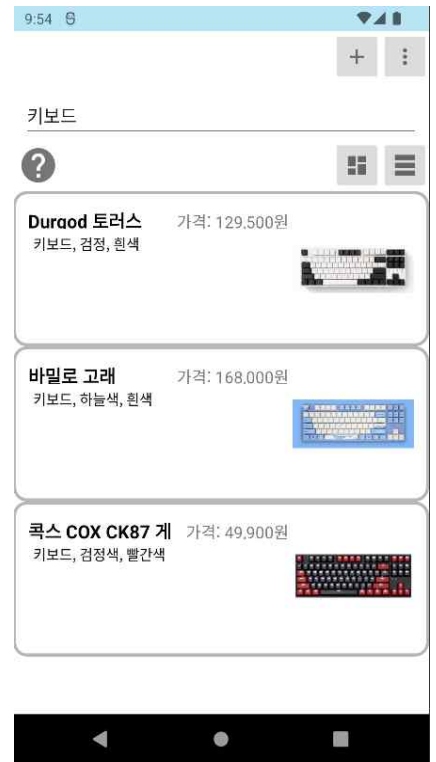 9:54
키보드
Durgod 토러스 가격: 129,500원
키보드, 검정, 흰색
바밀로 고래 가격: 168,000원
키보드, 하늘색, 흰색
콕스 COX CK87 게 가격: 49,900원
키보드, 검정색, 빨간색